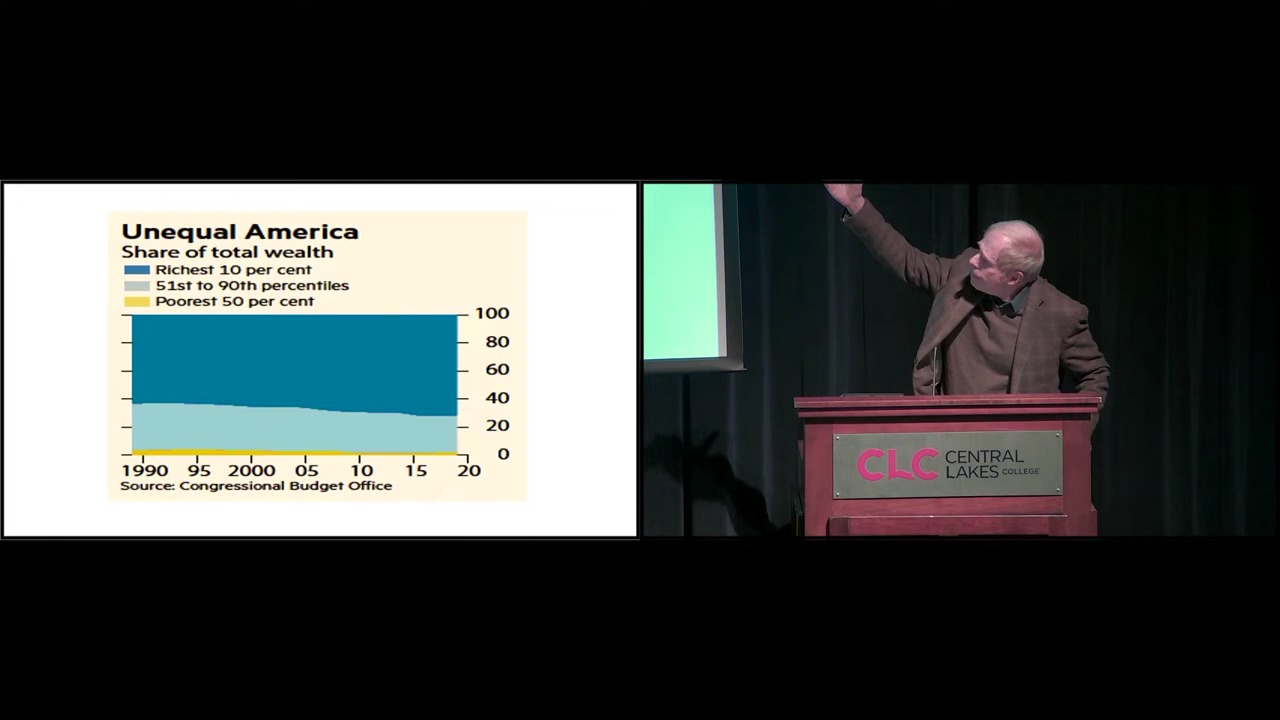 Unequal America
Share of total wealth
Richest 10 per cent
51st to 90th percentiles
Poorest 50 per cent
100
80
60
40
20
0
1990 95 2000 05 10 15 20
Source: Congressional Budget Office
CLC CENTRAL
LAKES COLLEGE